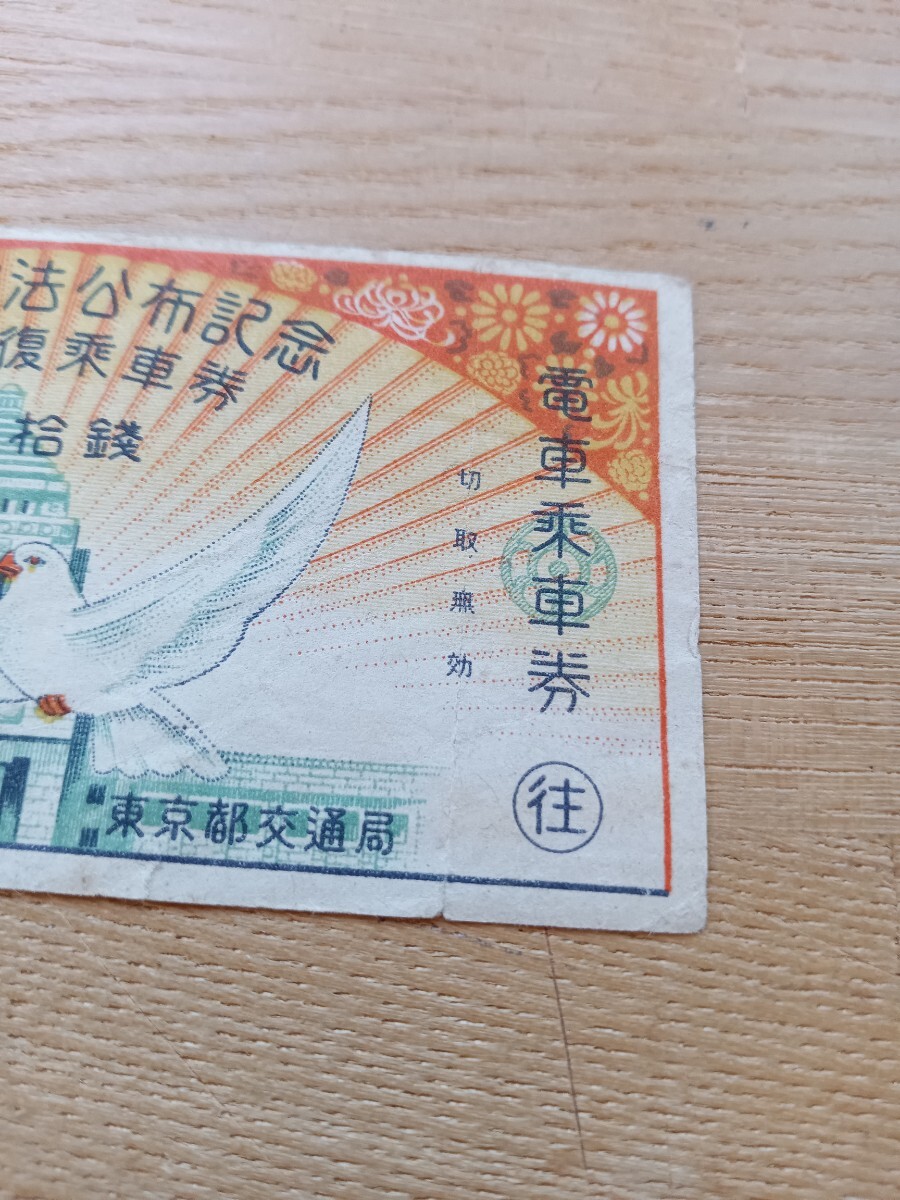 法公布記念
復乗車券
拾錢
電車乗車券
切取無効
往
東京都交通局